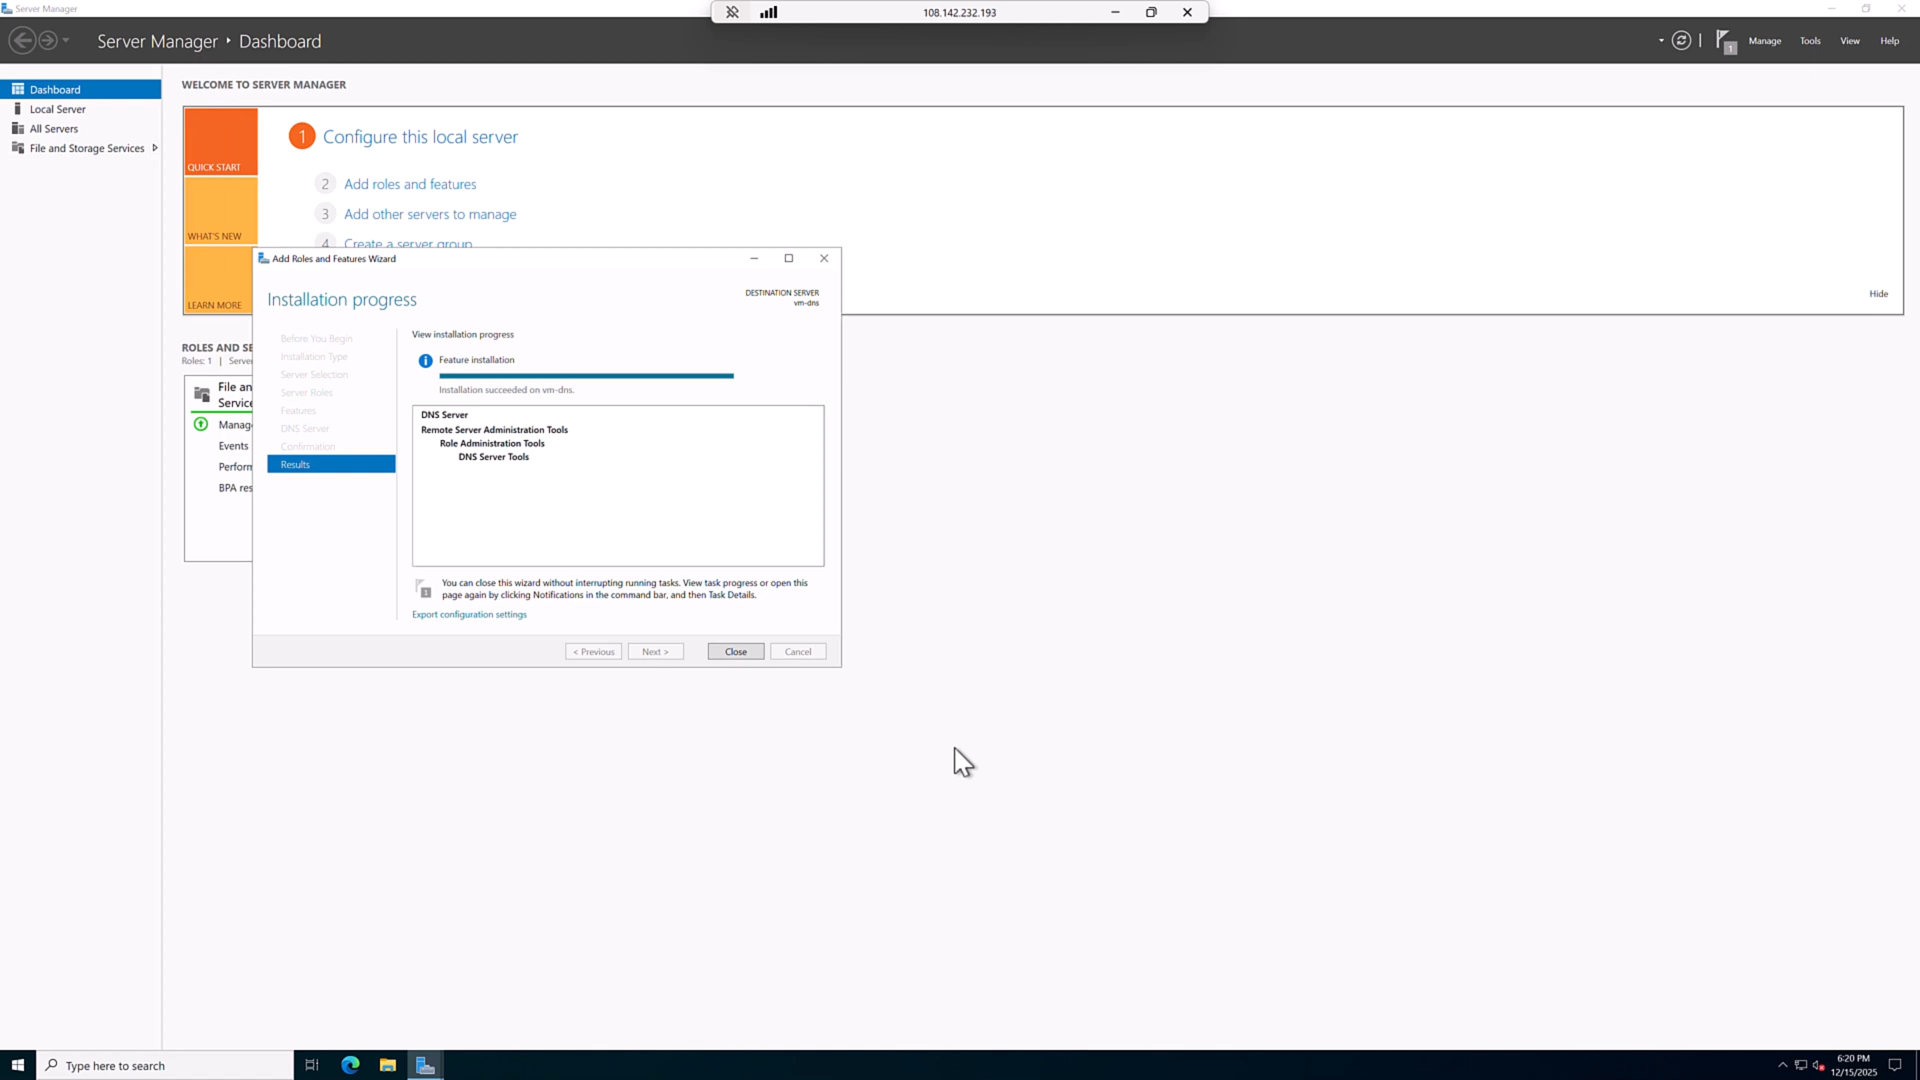 Server Manager
108.142.232.193
Server Manager • Dashboard
1
Manage
Tools
View
Help
Dashboard
Local Server
All Servers
File and Storage Services
WELCOME TO SERVER MANAGER
QUICK START
WHAT'S NEW
LEARN MORE
1 Configure this local server
2 Add roles and features
3 Add other servers to manage
4 Create a server group
Hide
ROLES AND SE
Roles: 1 | Serve
File an
Service
Manag
Events
Perforn
BPA res
Add Roles and Features Wizard
Installation progress
DESTINATION SERVER
vm-dns
Before You Begin
Installation Type
Server Selection
Server Roles
Features
DNS Server
Confirmation
Results
View installation progress
Feature installation
Installation succeeded on vm-dns.
DNS Server
Remote Server Administration Tools
Role Administration Tools
DNS Server Tools
1
You can close this wizard without interrupting running tasks. View task progress or open this
page again by clicking Notifications in the command bar, and then Task Details.
Export configuration settings
< Previous
Next >
Close
Cancel
Type here to search
6:20 PM
12/15/2025